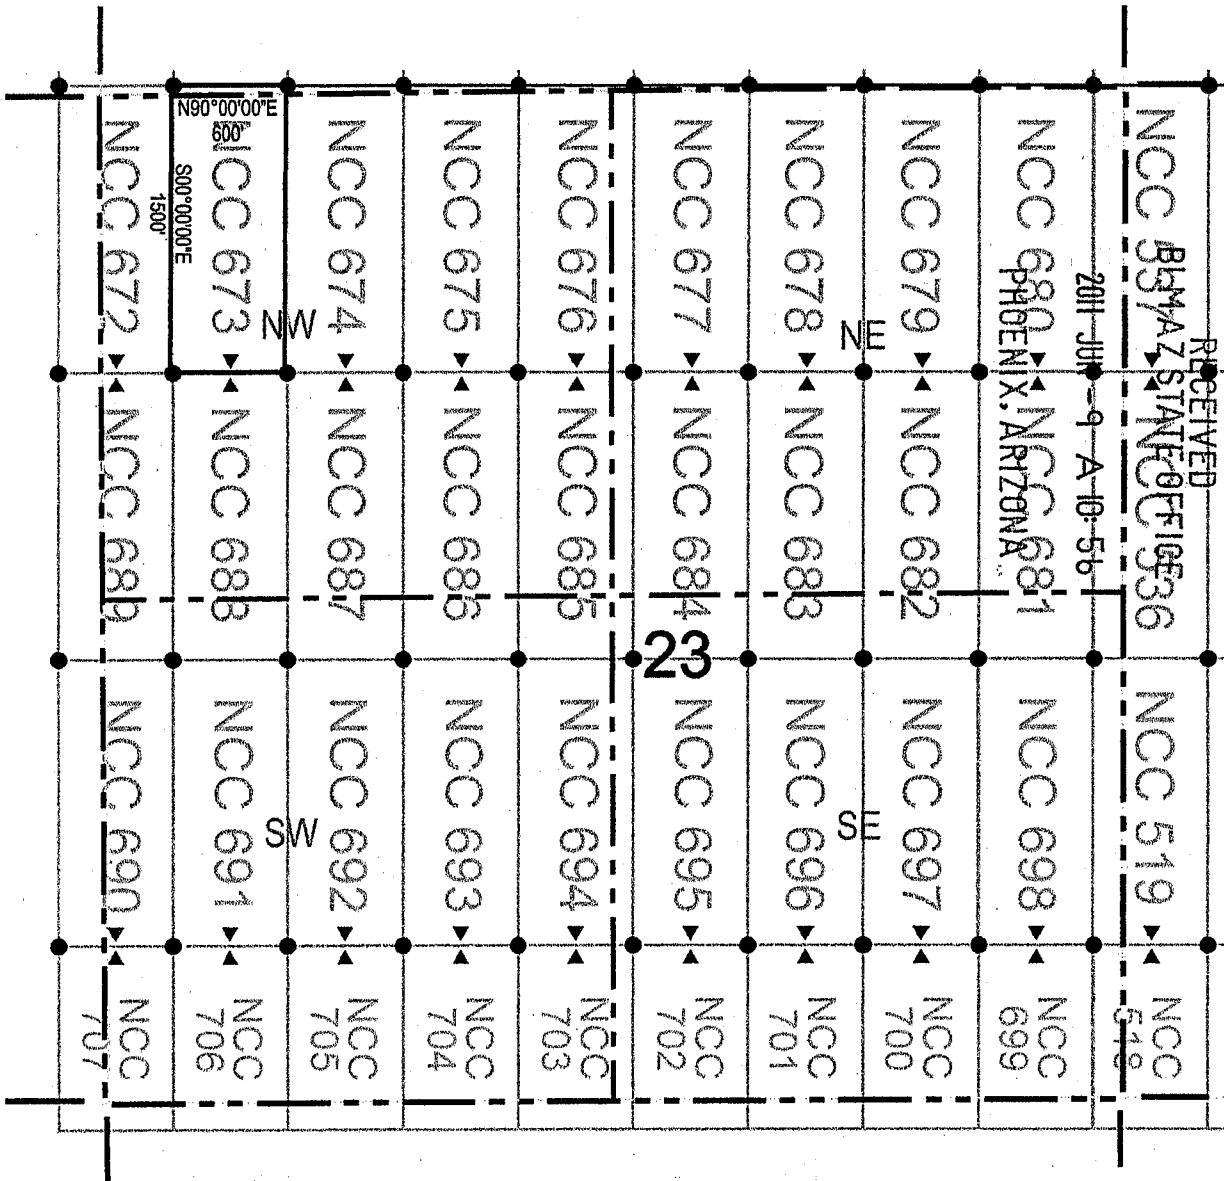 N90°00'00"E
600'
S00°00'00"E
1500'
NCC 672
NCC 673
NCC 674
NCC 675
NCC 676
NCC 677
NCC 678
NCC 679
NCC 680
NCC 537
NW
NE
RECEIVED
BLM AZ STATE OFFICE
2011 JUN -9 A 10:56
PHOENIX, ARIZONA
NCC 689
NCC 688
NCC 687
NCC 686
NCC 685
NCC 684
NCC 683
NCC 682
NCC 681
NCC 536
23
NCC 690
NCC 691
NCC 692
NCC 693
NCC 694
NCC 695
NCC 696
NCC 697
NCC 698
NCC 519
SW
SE
NCC
707
NCC
706
NCC
705
NCC
704
NCC
703
NCC
702
NCC
701
NCC
700
NCC
699
NCC
518